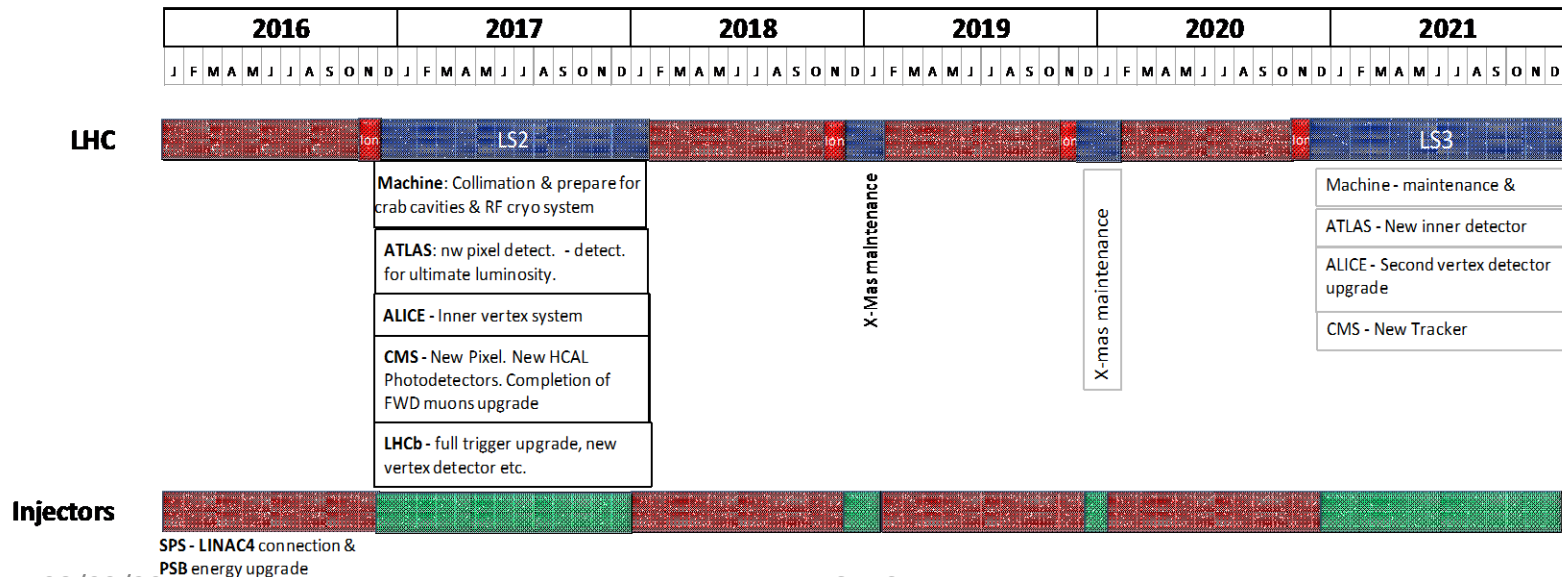 2016 2017 2018 2019 2020 2021
J F M A M J J A S O N D J F M A M J J A S O N D J F M A M J J A S O N D J F M A M J J A S O N D J F M A M J J A S O N D J F M A M J J A S O N D
LHC
Ion LS2 Ion Ion Ion LS3
Machine: Collimation & prepare for
crab cavities & RF cryo system
ATLAS: nw pixel detect. - detect.
for ultimate luminosity.
ALICE - Inner vertex system
CMS - New Pixel. New HCAL
Photodetectors. Completion of
FWD muons upgrade
LHCb - full trigger upgrade, new
vertex detector etc.
X-Mas maintenance
X-mas maintenance
Machine - maintenance &
ATLAS - New inner detector
ALICE - Second vertex detector
upgrade
CMS - New Tracker
Injectors
SPS - LINAC4 connection &
PSB energy upgrade